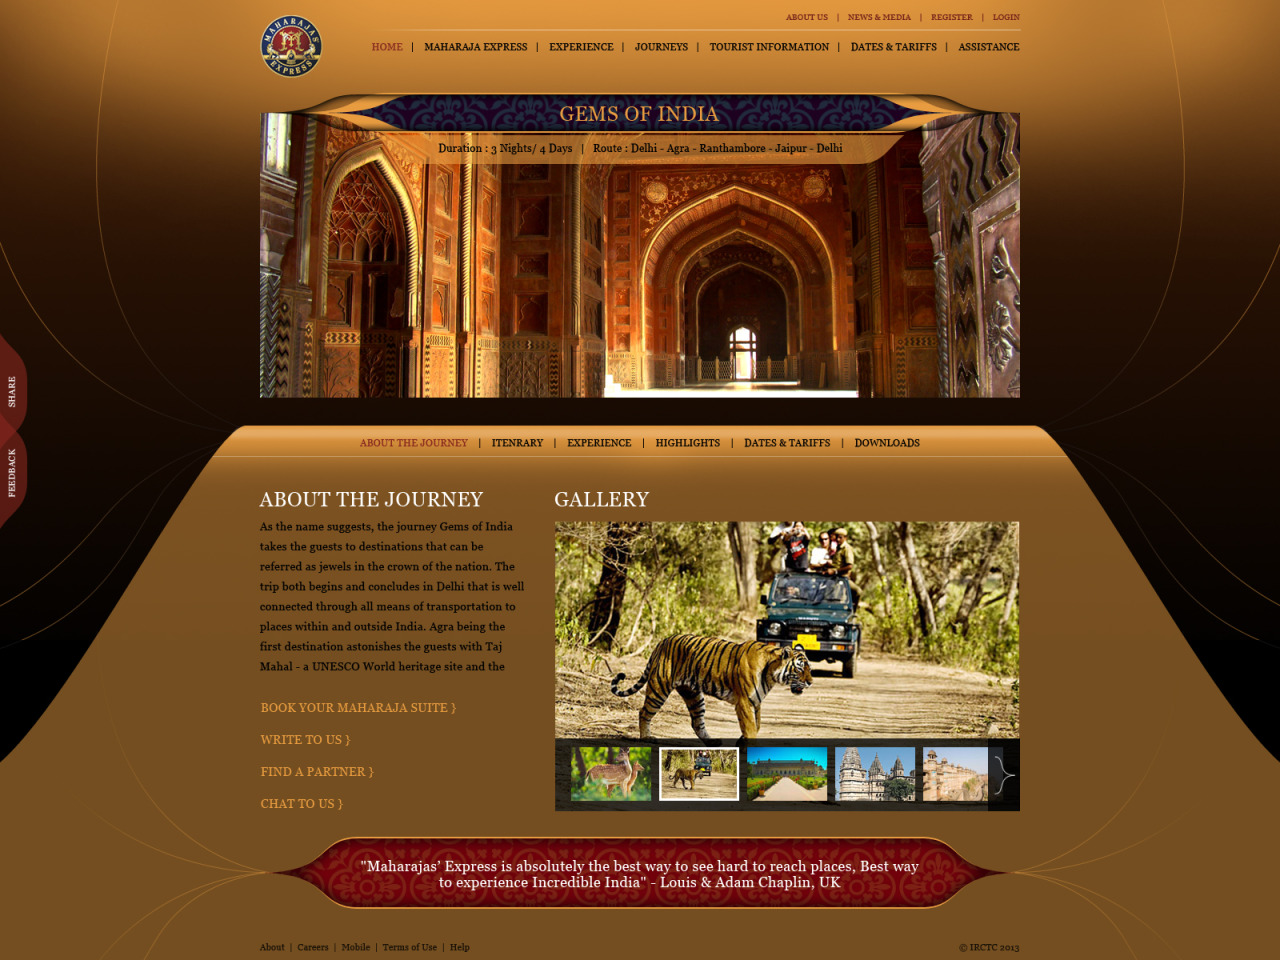 ABOUT US | NEWS & MEDIA | REGISTER | LOGIN
MAHARAJAS EXPRESS
HOME | MAHARAJA EXPRESS | EXPERIENCE | JOURNEYS | TOURIST INFORMATION | DATES & TARIFFS | ASSISTANCE
GEMS OF INDIA
Duration : 3 Nights/ 4 Days | Route : Delhi - Agra - Ranthambore - Jaipur - Delhi
SHARE
FEEDBACK
ABOUT THE JOURNEY | ITENRARY | EXPERIENCE | HIGHLIGHTS | DATES & TARIFFS | DOWNLOADS
ABOUT THE JOURNEY
As the name suggests, the journey Gems of India
takes the guests to destinations that can be
referred as jewels in the crown of the nation. The
trip both begins and concludes in Delhi that is well
connected through all means of transportation to
places within and outside India. Agra being the
first destination astonishes the guests with Taj
Mahal - a UNESCO World heritage site and the
BOOK YOUR MAHARAJA SUITE }
WRITE TO US }
FIND A PARTNER }
CHAT TO US }
GALLERY
"Maharajas' Express is absolutely the best way to see hard to reach places, Best way
to experience Incredible India" - Louis & Adam Chaplin, UK
About | Careers | Mobile | Terms of Use | Help
© IRCTC 2013